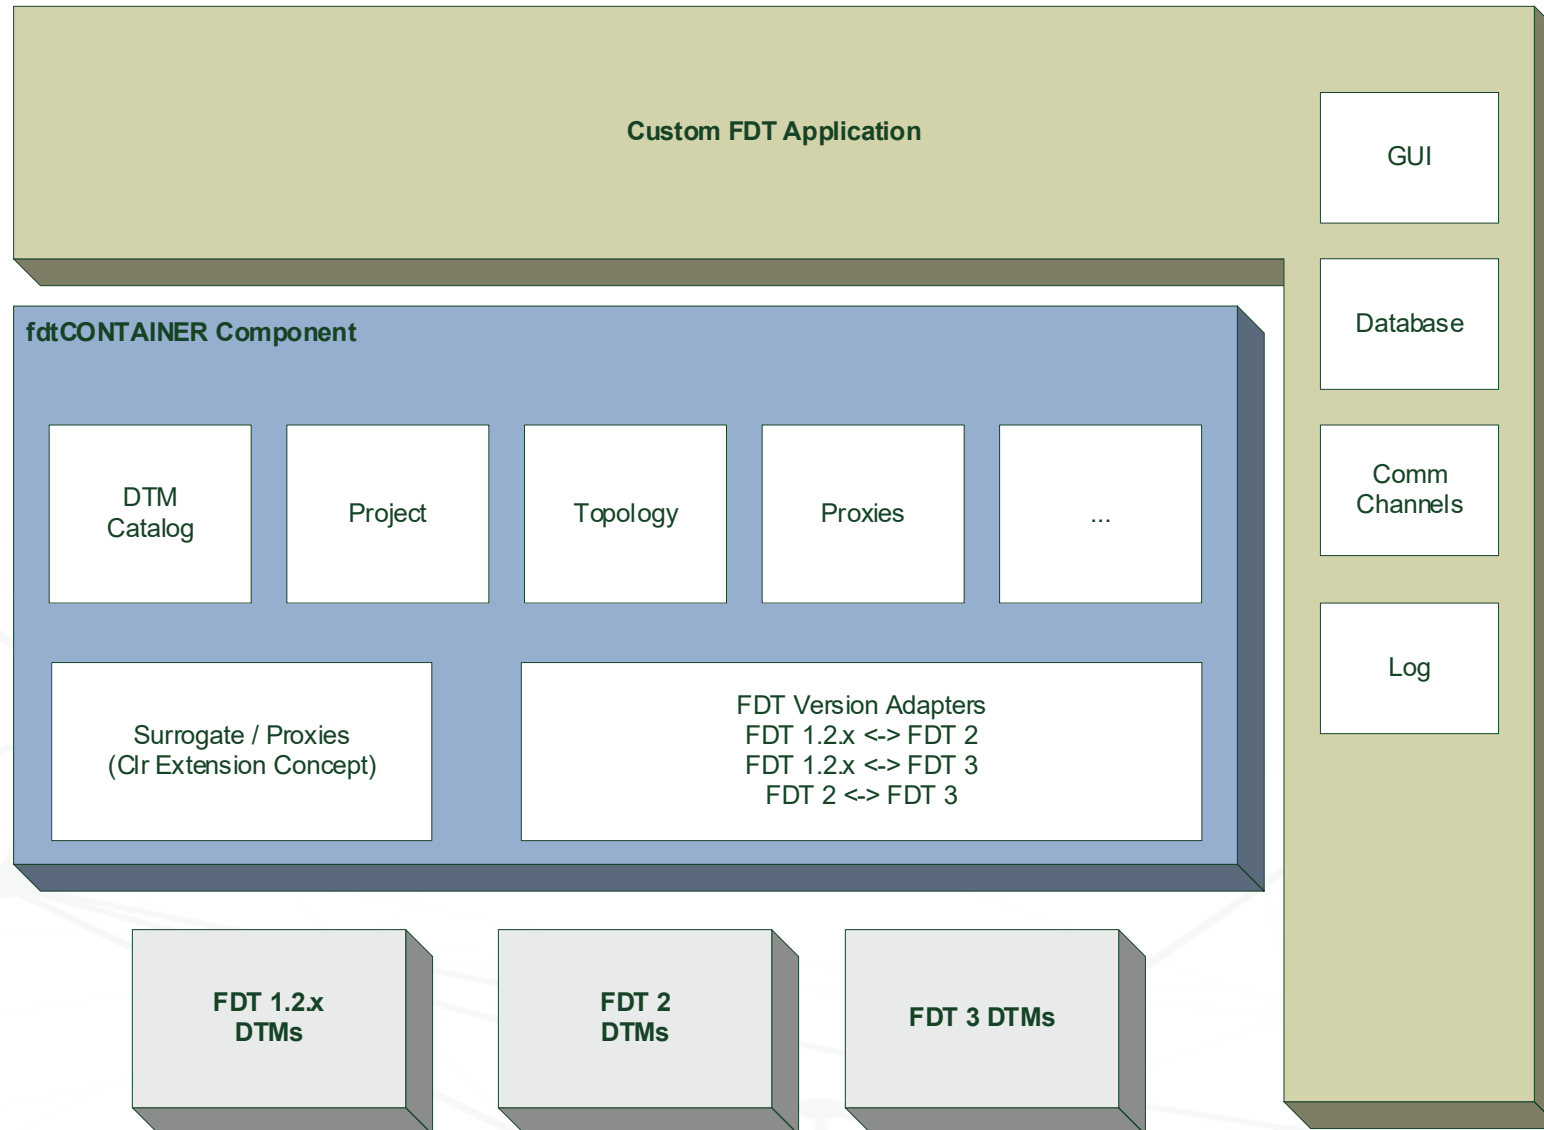 Custom FDT Application
GUI
Database
Comm
Channels
Log
fdtCONTAINER Component
DTM
Catalog
Project
Topology
Proxies
...
Surrogate / Proxies
(Clr Extension Concept)
FDT Version Adapters
FDT 1.2.x <-> FDT 2
FDT 1.2.x <-> FDT 3
FDT 2 <-> FDT 3
FDT 1.2.x
DTMs
FDT 2
DTMs
FDT 3 DTMs